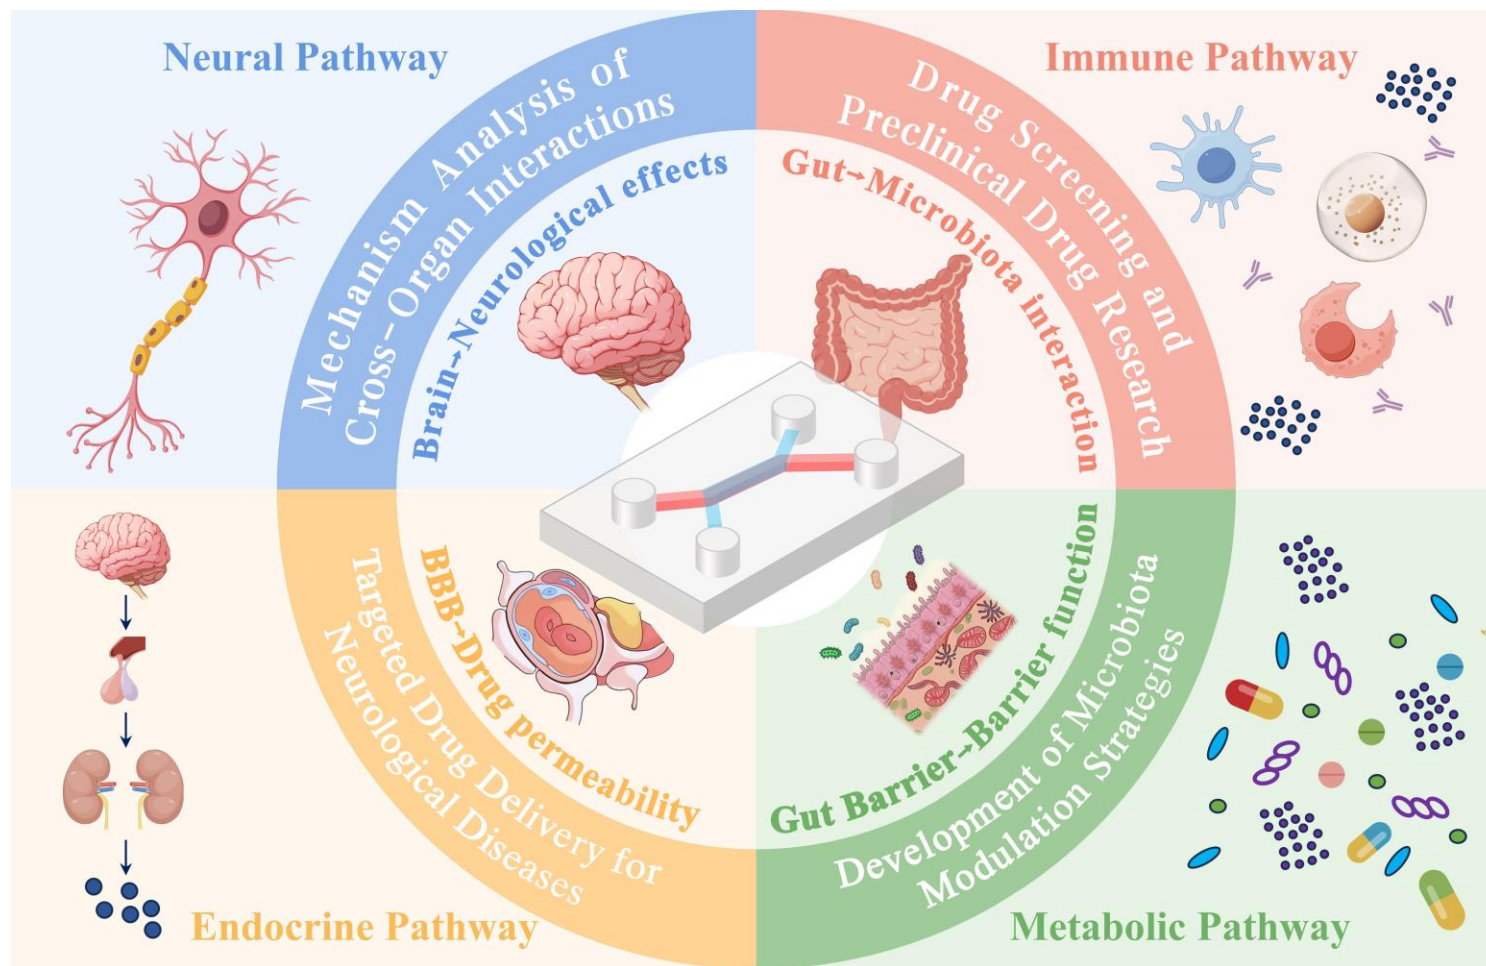 Neural Pathway
Mechanism Analysis of
Cross-Organ Interactions
Brain→Neurological effects
Immune Pathway
Drug Screening and
Preclinical Drug Research
Gut→Microbiota interaction
BBB→Drug permeability
Targeted Drug Delivery for
Neurological Diseases
Endocrine Pathway
Gut Barrier→Barrier function
Development of Microbiota
Modulation Strategies
Metabolic Pathway